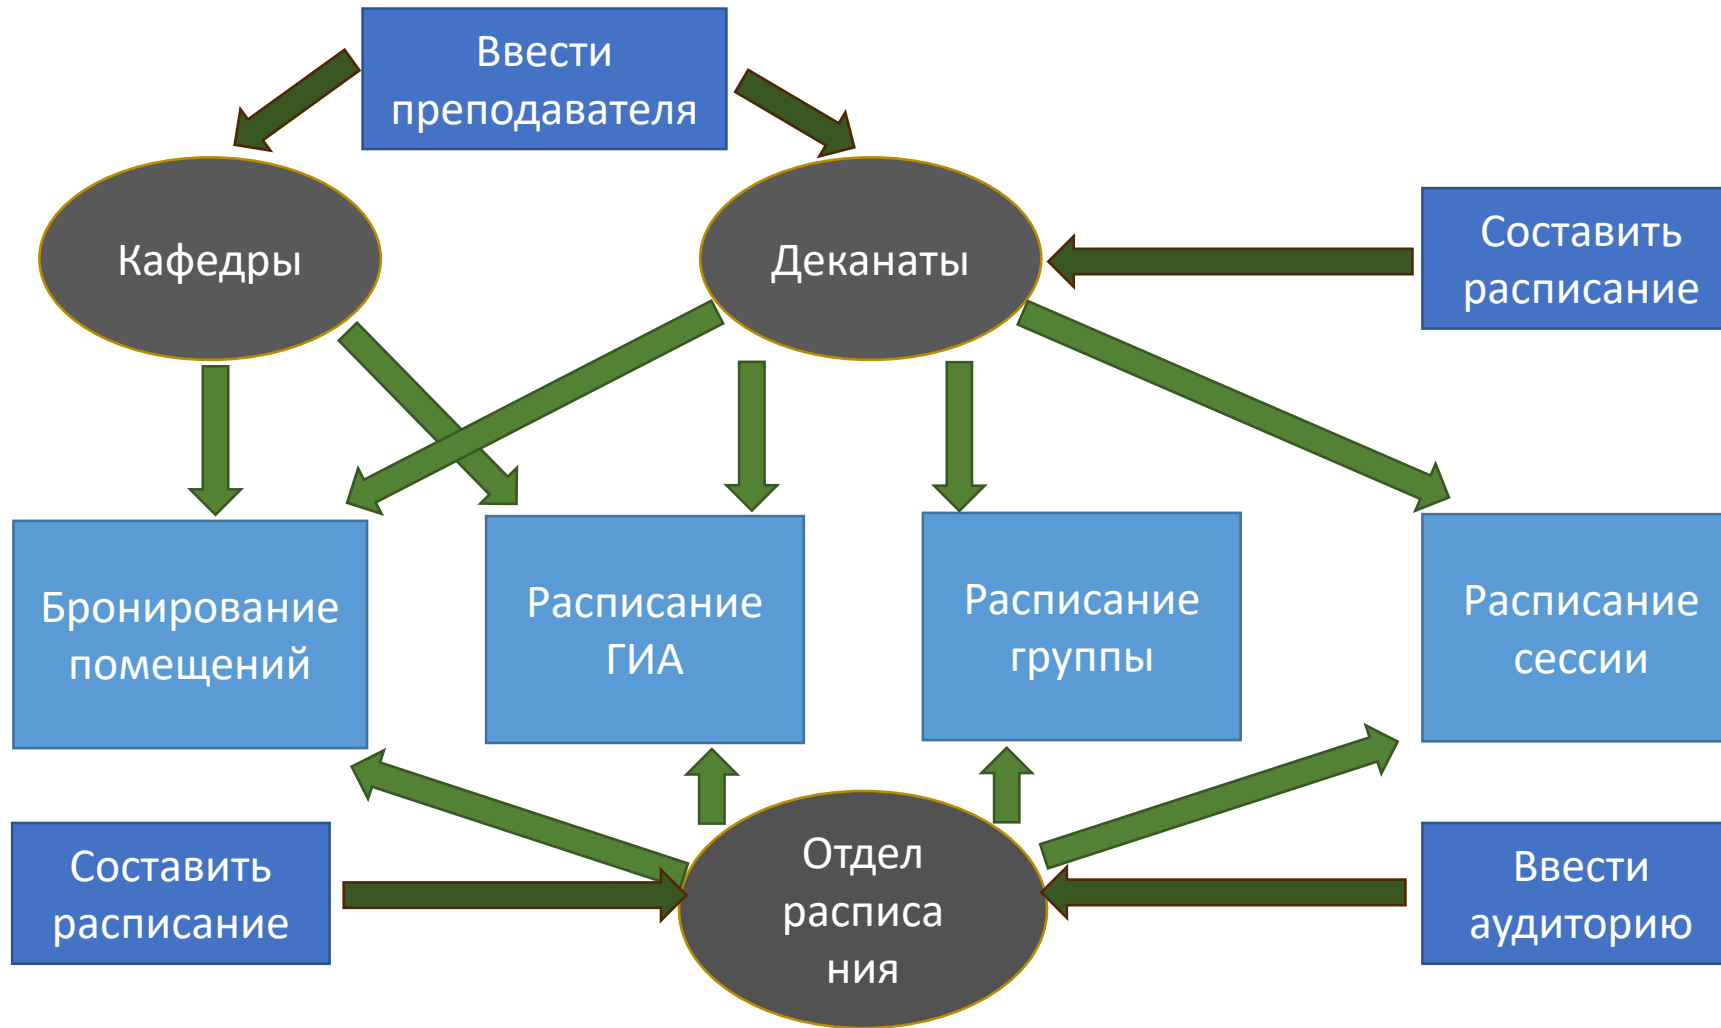 Ввести
преподавателя
Кафедры
Деканаты
Составить
расписание
Бронирование
помещений
Расписание
ГИА
Расписание
группы
Расписание
сессии
Составить
расписание
Отдел
расписа
ния
Ввести
аудиторию